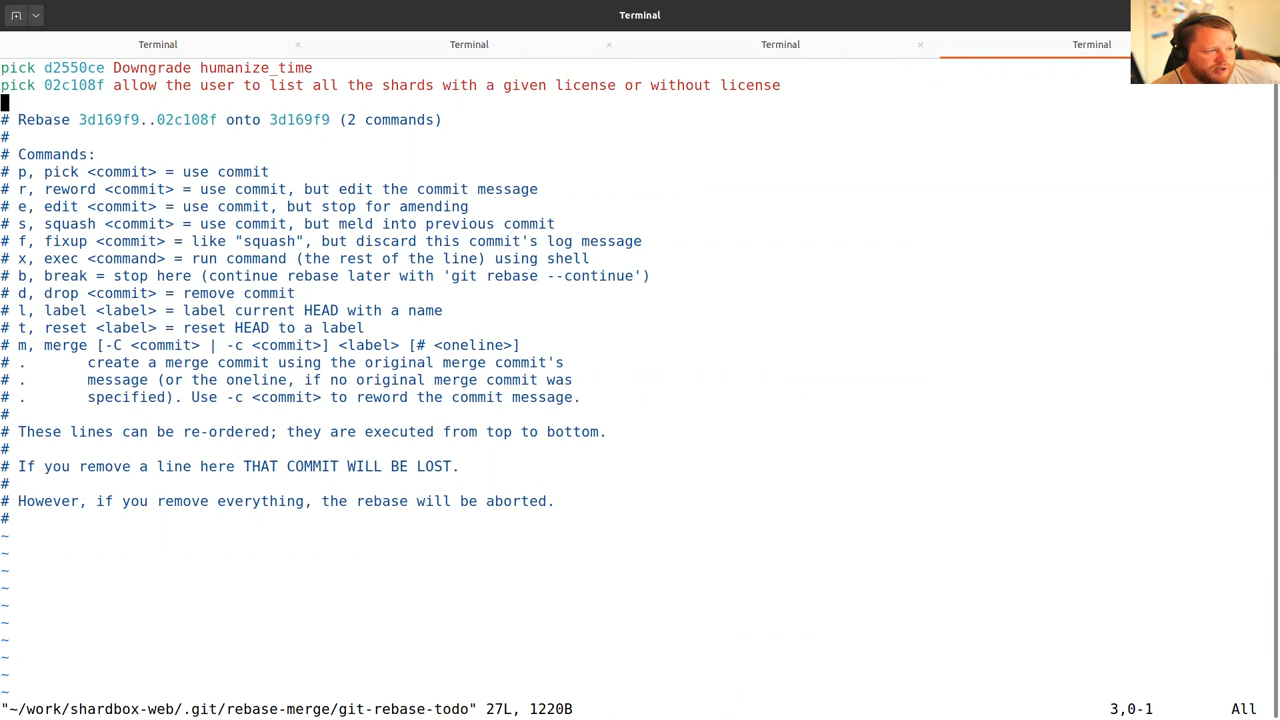 Terminal
Terminal × Terminal × Terminal × Terminal
pick d2550ce Downgrade humanize_time
pick 02c108f allow the user to list all the shards with a given license or without license
# Rebase 3d169f9..02c108f onto 3d169f9 (2 commands)
#
# Commands:
# p, pick <commit> = use commit
# r, reword <commit> = use commit, but edit the commit message
# e, edit <commit> = use commit, but stop for amending
# s, squash <commit> = use commit, but meld into previous commit
# f, fixup <commit> = like "squash", but discard this commit's log message
# x, exec <command> = run command (the rest of the line) using shell
# b, break = stop here (continue rebase later with 'git rebase --continue')
# d, drop <commit> = remove commit
# l, label <label> = label current HEAD with a name
# t, reset <label> = reset HEAD to a label
# m, merge [-C <commit> | -c <commit>] <label> [# <oneline>]
# .       create a merge commit using the original merge commit's
# .       message (or the oneline, if no original merge commit was
# .       specified). Use -c <commit> to reword the commit message.
#
# These lines can be re-ordered; they are executed from top to bottom.
#
# If you remove a line here THAT COMMIT WILL BE LOST.
#
# However, if you remove everything, the rebase will be aborted.
#
~
~
~
~
~
~
~
~
~
~
"~/work/shardbox-web/.git/rebase-merge/git-rebase-todo" 27L, 1220B 3,0-1 All